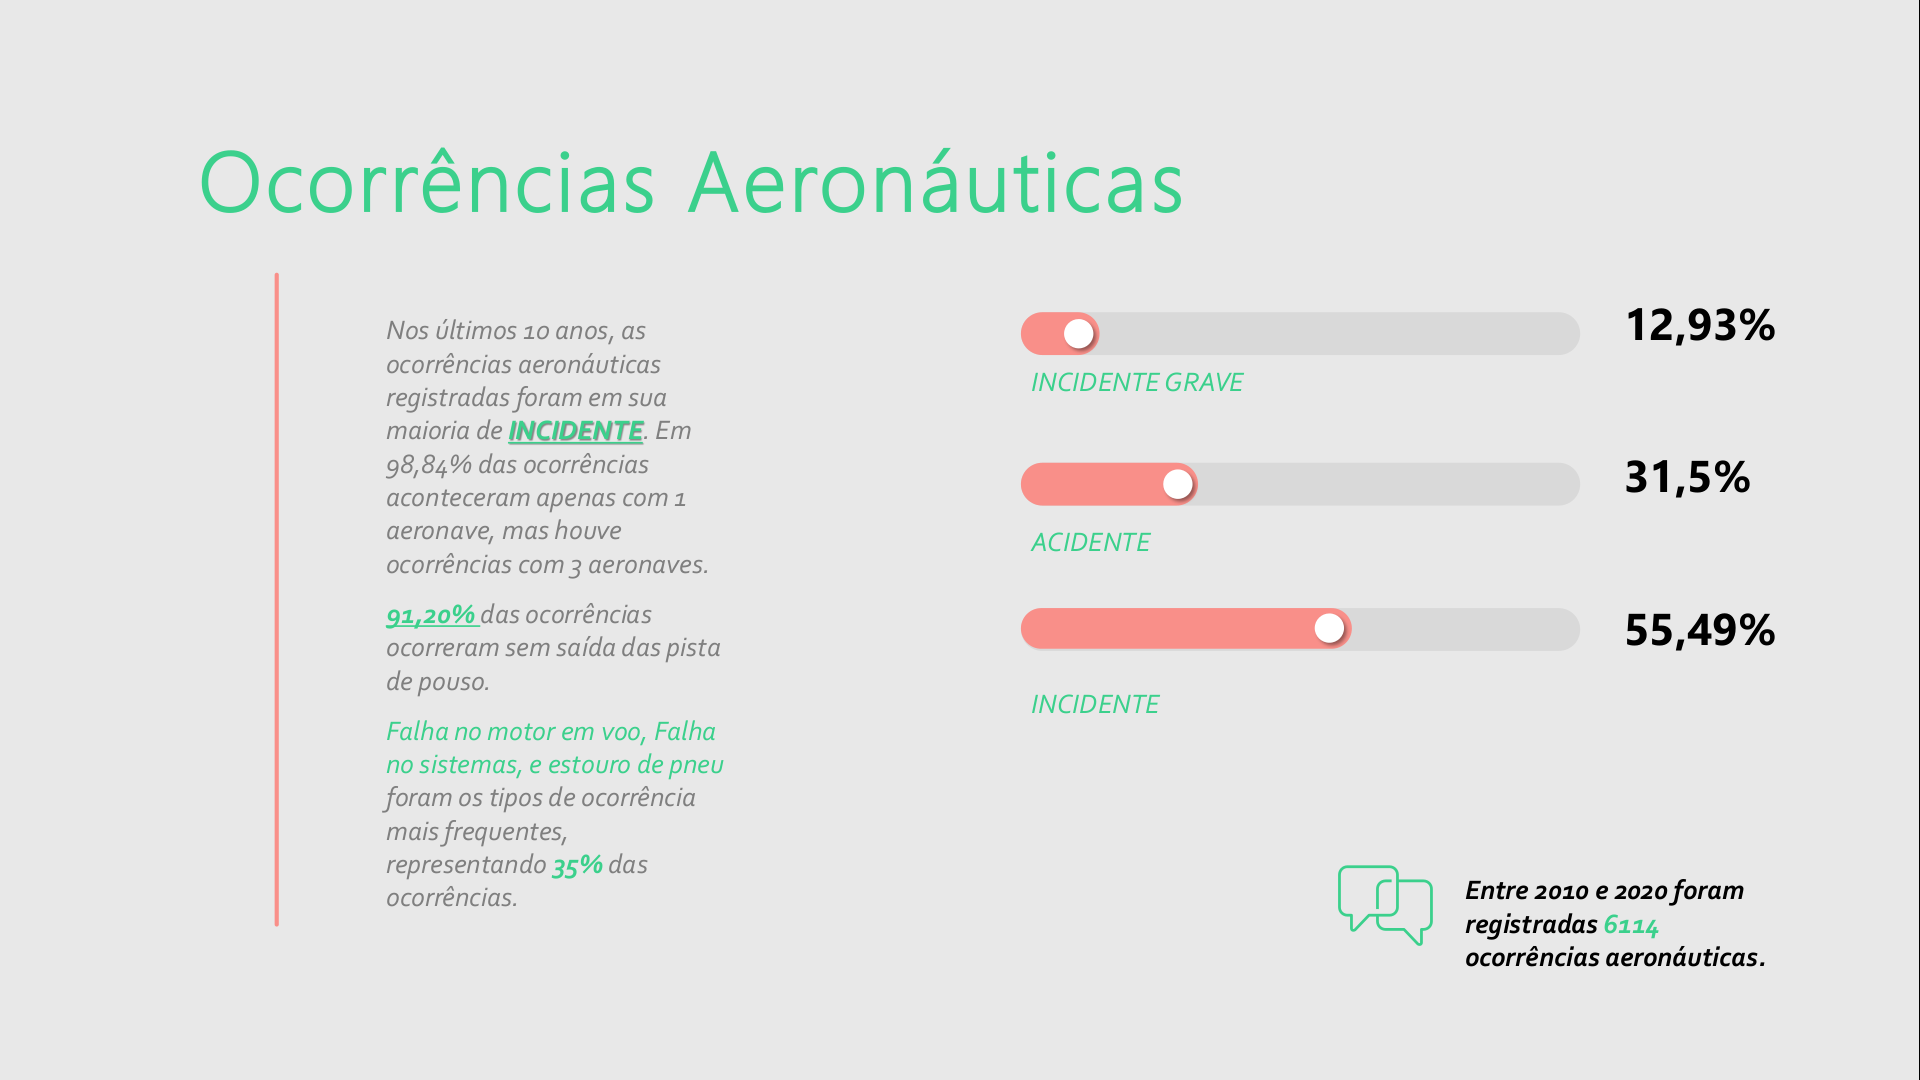 Ocorrências Aeronáuticas
Nos últimos 10 anos, as
ocorrências aeronáuticas
registradas foram em sua
maioria de INCIDENTE. Em
98,84% das ocorrências
aconteceram apenas com 1
aeronave, mas houve
ocorrências com 3 aeronaves.
91,20% das ocorrências
ocorreram sem saída das pista
de pouso.
Falha no motor em voo, Falha
no sistemas, e estouro de pneu
foram os tipos de ocorrência
mais frequentes,
representando 35% das
ocorrências.
12,93%
INCIDENTE GRAVE
31,5%
ACIDENTE
55,49%
INCIDENTE
Entre 2010 e 2020 foram
registradas 6114
ocorrências aeronáuticas.